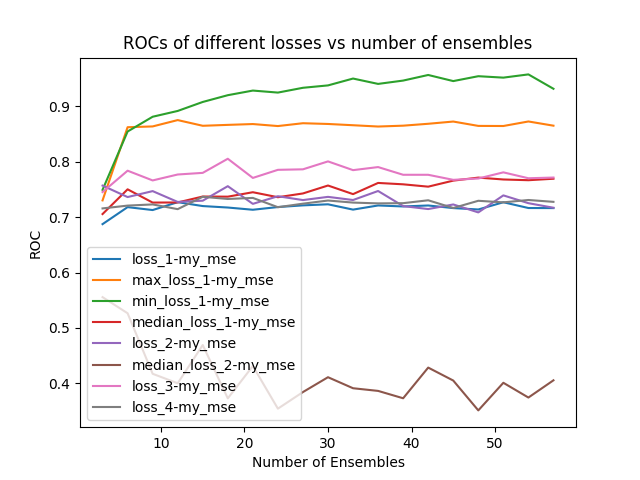 ROCs of different losses vs number of ensembles
ROC
0.9
0.8
0.7
0.6
0.5
0.4
loss_1-my_mse
max_loss_1-my_mse
min_loss_1-my_mse
median_loss_1-my_mse
loss_2-my_mse
median_loss_2-my_mse
loss_3-my_mse
loss_4-my_mse
10
20
30
40
50
Number of Ensembles